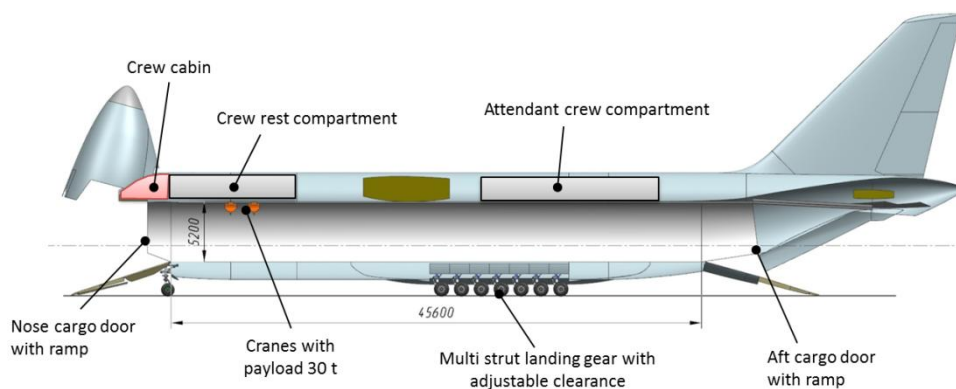 Crew cabin
Crew rest compartment
Attendant crew compartment
5200
45600
Nose cargo door
with ramp
Cranes with
payload 30 t
Multi strut landing gear with
adjustable clearance
Aft cargo door
with ramp